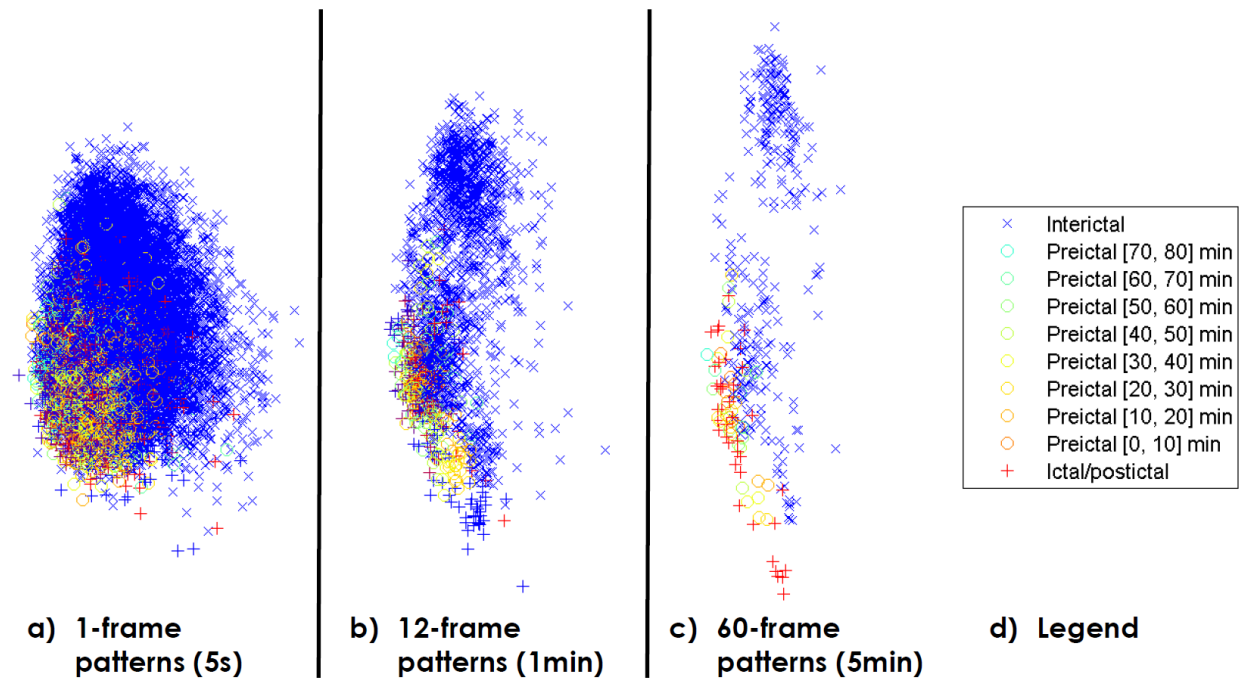 Interictal
Preictal [70, 80] min
Preictal [60, 70] min
Preictal [50, 60] min
Preictal [40, 50] min
Preictal [30, 40] min
Preictal [20, 30] min
Preictal [10, 20] min
Preictal [0, 10] min
Ictal/postictal
a) 1-frame
patterns (5s)
b) 12-frame
patterns (1min)
c) 60-frame
patterns (5min)
d) Legend